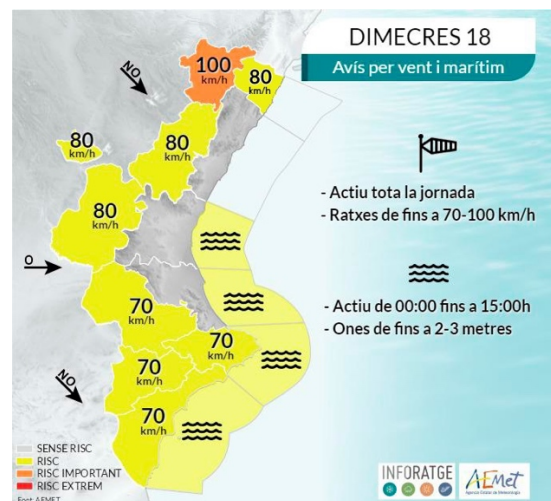 DIMECRES 18
Avís per vent i marítim
NO
100
km/h
80
km/h
80
km/h
80
km/h
- Actiu tota la jornada
- Ratxes de fins a 70-100 km/h
80
km/h
O
- Actiu de 00:00 fins a 15:00h
- Ones de fins a 2-3 metres
70
km/h
70
km/h
NO
70
km/h
70
km/h
SENSE RISC
RISC
RISC IMPORTANT
RISC EXTREM
Font AEMET
INFORATGE
AEmet
Agencia Estatal de Meteorología